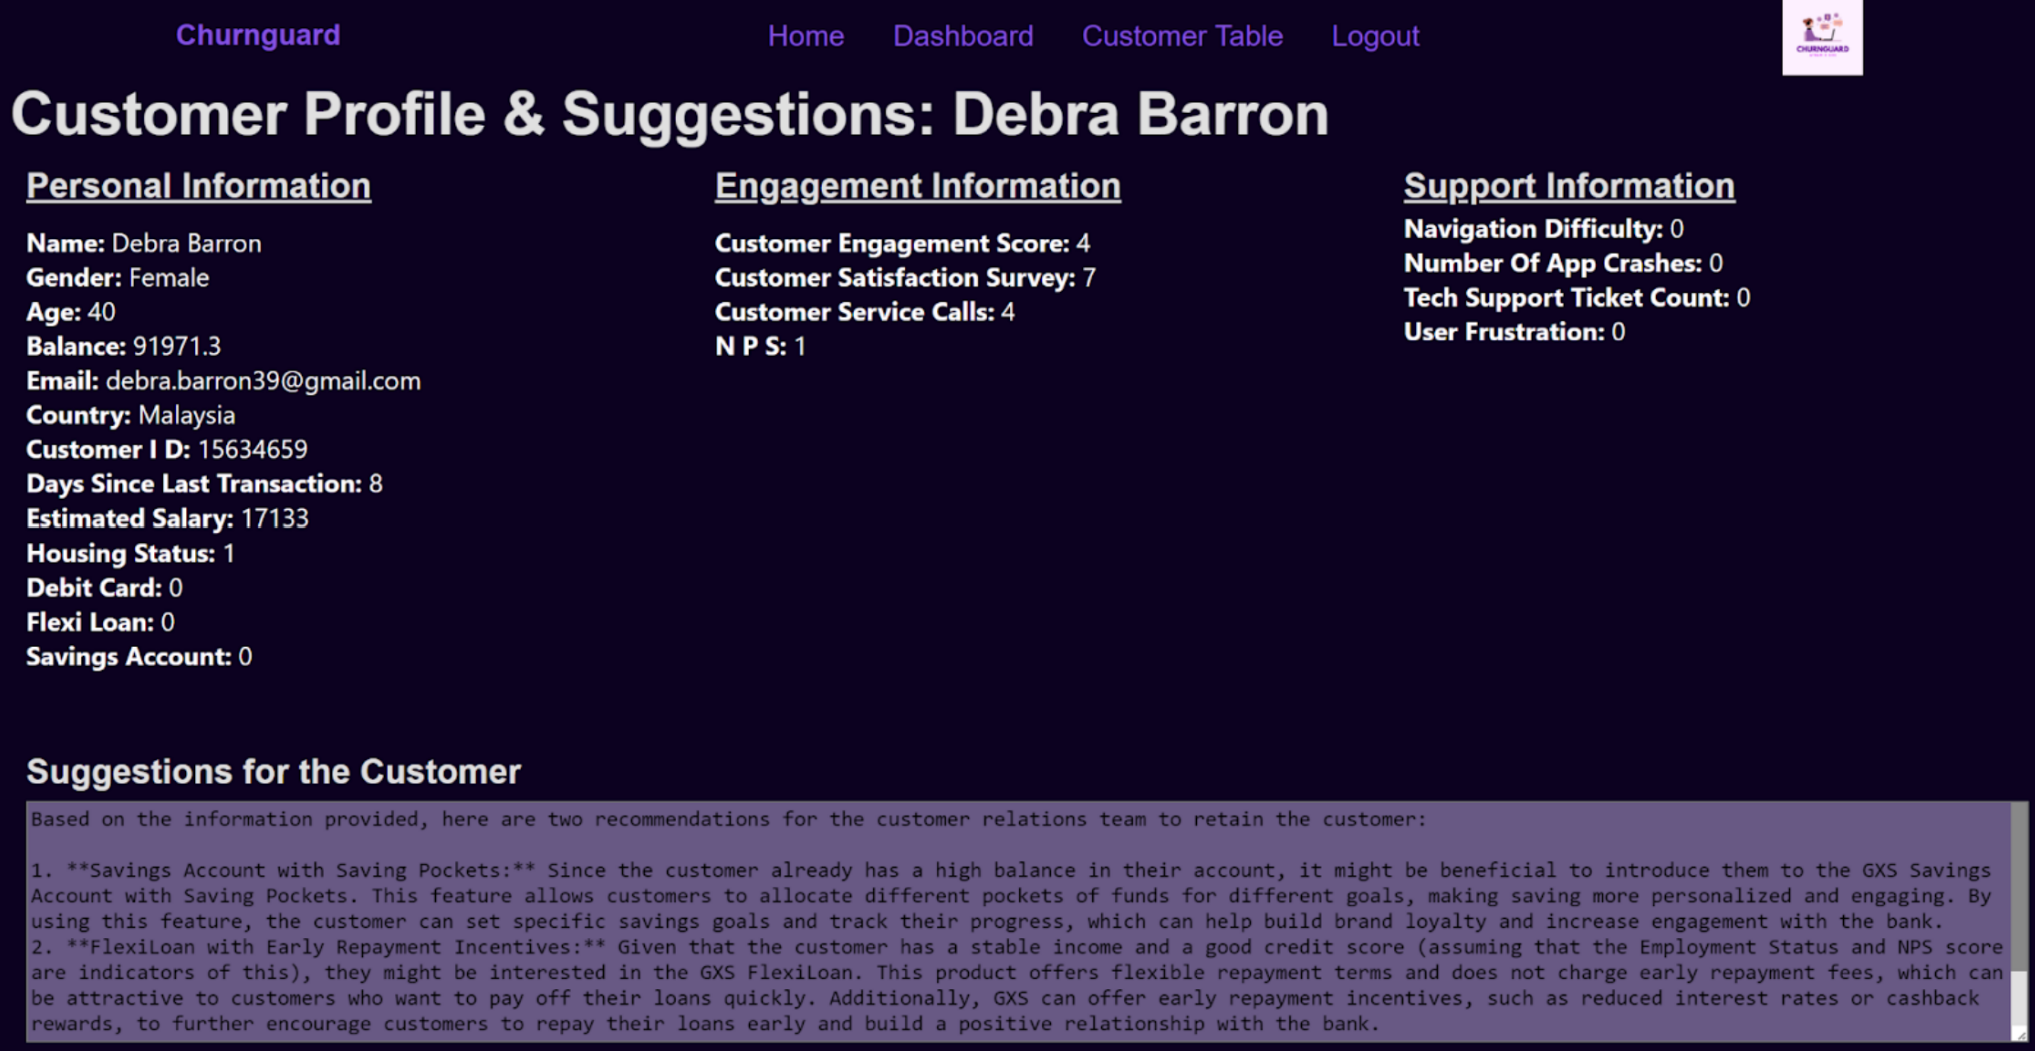 Churnguard
Home
Dashboard
Customer Table
Logout
CHURNGUARD
Customer Profile & Suggestions: Debra Barron
Personal Information
Name: Debra Barron
Gender: Female
Age: 40
Balance: 91971.3
Email: debra.barron39@gmail.com
Country: Malaysia
Customer I D: 15634659
Days Since Last Transaction: 8
Estimated Salary: 17133
Housing Status: 1
Debit Card: 0
Flexi Loan: 0
Savings Account: 0
Engagement Information
Customer Engagement Score: 4
Customer Satisfaction Survey: 7
Customer Service Calls: 4
N P S: 1
Support Information
Navigation Difficulty: 0
Number Of App Crashes: 0
Tech Support Ticket Count: 0
User Frustration: 0
Suggestions for the Customer
Based on the information provided, here are two recommendations for the customer relations team to retain the customer:
1. **Savings Account with Saving Pockets:** Since the customer already has a high balance in their account, it might be beneficial to introduce them to the GXS Savings
Account with Saving Pockets. This feature allows customers to allocate different pockets of funds for different goals, making saving more personalized and engaging. By
using this feature, the customer can set specific savings goals and track their progress, which can help build brand loyalty and increase engagement with the bank.
2. **FlexiLoan with Early Repayment Incentives:** Given that the customer has a stable income and a good credit score (assuming that the Employment Status and NPS score
are indicators of this), they might be interested in the GXS FlexiLoan. This product offers flexible repayment terms and does not charge early repayment fees, which can
be attractive to customers who want to pay off their loans quickly. Additionally, GXS can offer early repayment incentives, such as reduced interest rates or cashback
rewards, to further encourage customers to repay their loans early and build a positive relationship with the bank.